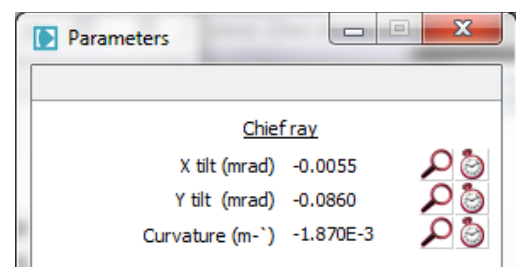 Parameters
Chief ray
X tilt (mrad) -0.0055
Y tilt (mrad) -0.0860
Curvature (m-`) -1.870E-3